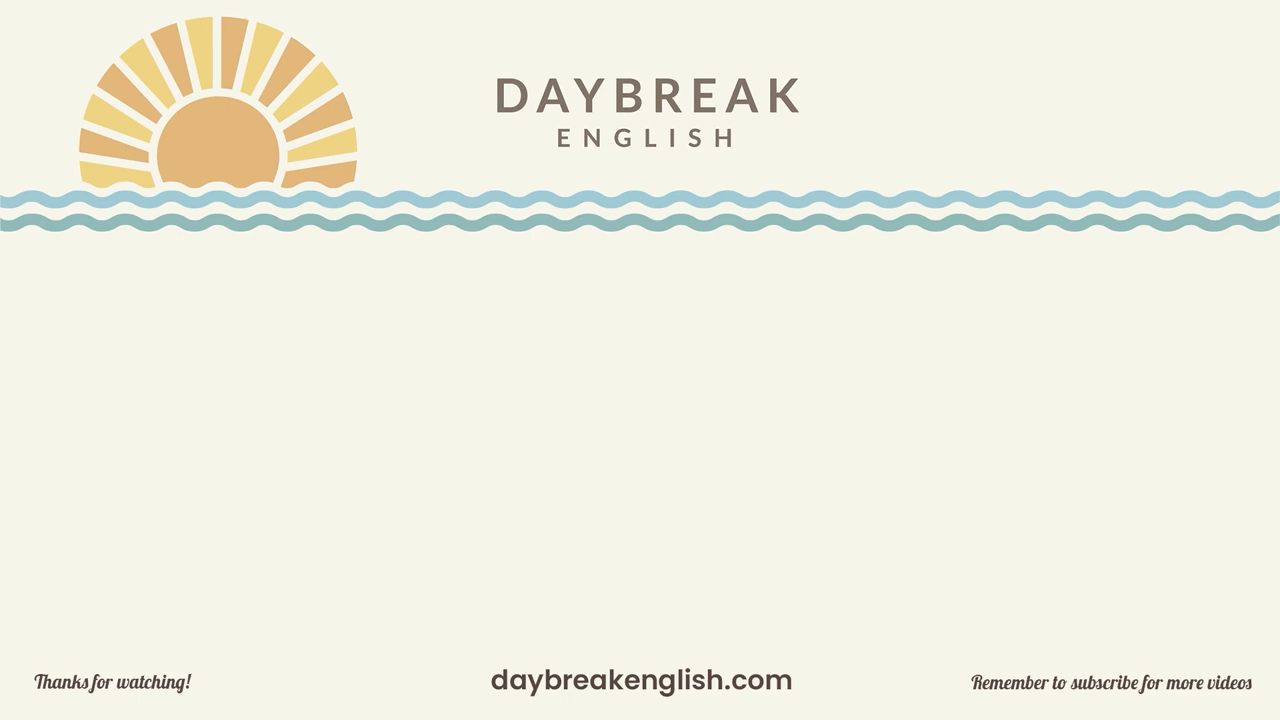 DAYBREAK
ENGLISH
Thanks for watching!
daybreakenglish.com
Remember to subscribe for more videos